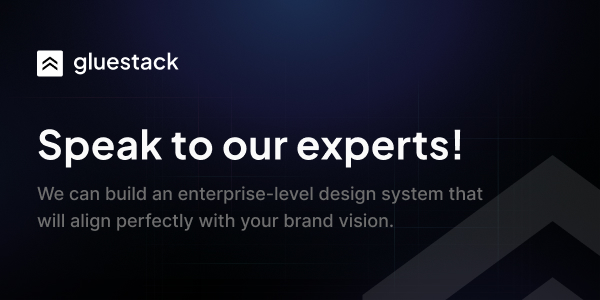 gluestack
Speak to our experts!
We can build an enterprise-level design system that
will align perfectly with your brand vision.